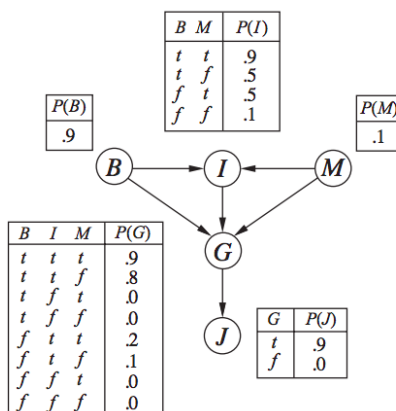 B M P(I)
t t .9
t f .5
f t .5
f f .1
P(B)
.9
P(M)
.1
B
I
M
G
J
B I M P(G)
t t t .9
t t f .8
t f t .0
t f f .0
f t t .2
f t f .1
f f t .0
f f f .0
G P(J)
t .9
f .0